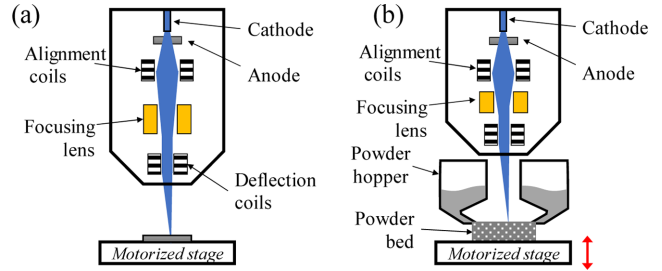 (a)
Cathode
Alignment
coils
Anode
Focusing
lens
Deflection
coils
Motorized stage
(b)
Cathode
Alignment
coils
Anode
Focusing
lens
Powder
hopper
Powder
bed
Motorized stage